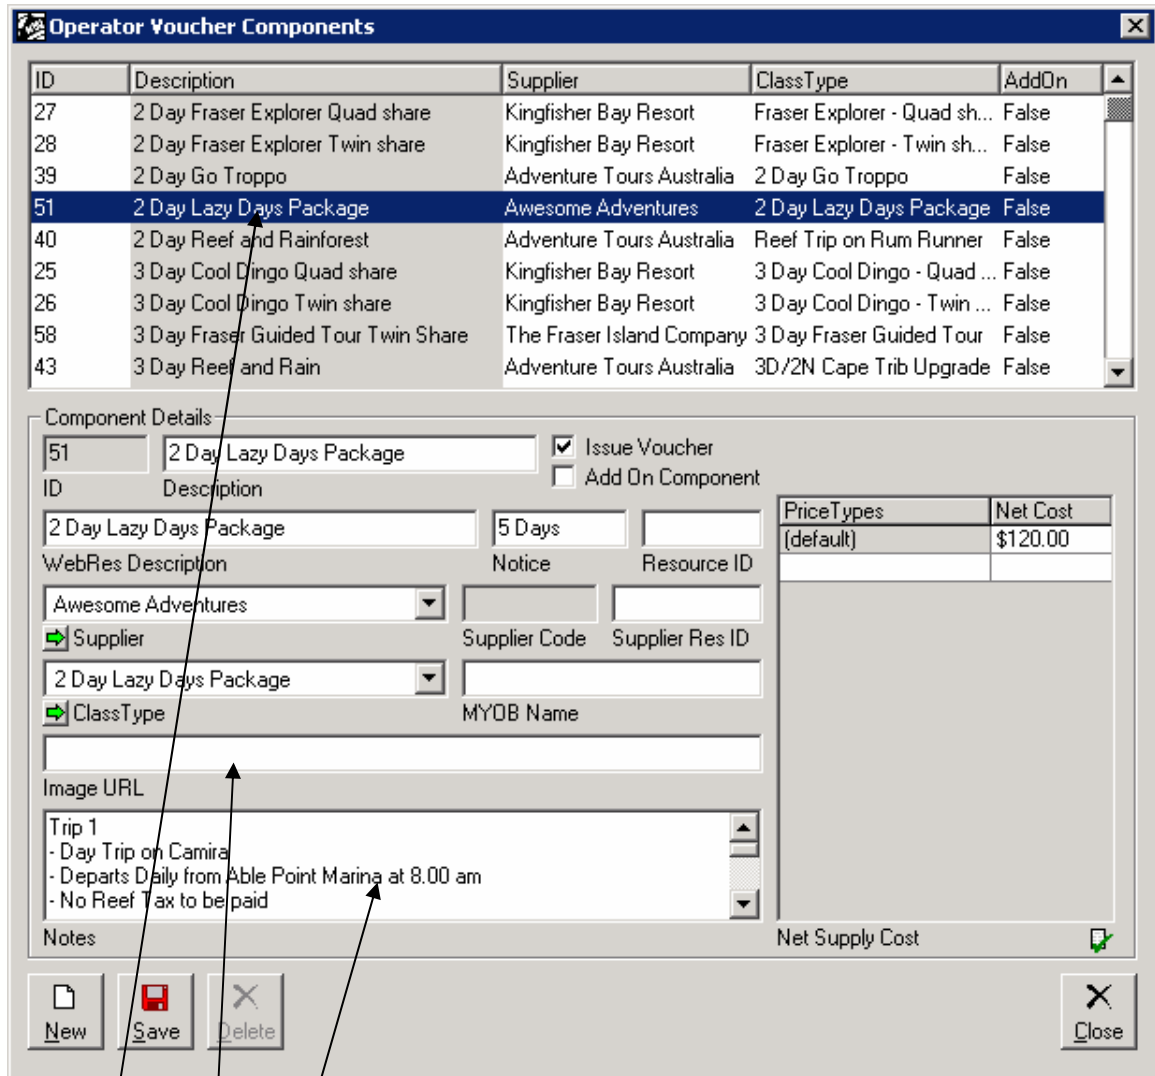 Operator Voucher Components
ID Description Supplier ClassType AddOn
27 2 Day Fraser Explorer Quad share Kingfisher Bay Resort Fraser Explorer - Quad sh... False
28 2 Day Fraser Explorer Twin share Kingfisher Bay Resort Fraser Explorer - Twin sh... False
39 2 Day Go Troppo Adventure Tours Australia 2 Day Go Troppo False
51 2 Day Lazy Days Package Awesome Adventures 2 Day Lazy Days Package False
40 2 Day Reef and Rainforest Adventure Tours Australia Reef Trip on Rum Runner False
25 3 Day Cool Dingo Quad share Kingfisher Bay Resort 3 Day Cool Dingo - Quad ... False
26 3 Day Cool Dingo Twin share Kingfisher Bay Resort 3 Day Cool Dingo - Twin ... False
58 3 Day Fraser Guided Tour Twin Share The Fraser Island Company 3 Day Fraser Guided Tour False
43 3 Day Reef and Rain Adventure Tours Australia 3D/2N Cape Trib Upgrade False
Component Details
51 2 Day Lazy Days Package Issue Voucher
ID Description Add On Component
2 Day Lazy Days Package 5 Days
WebRes Description Notice Resource ID
PriceTypes Net Cost
(default) $120.00
Awesome Adventures
Supplier Supplier Code Supplier Res ID
2 Day Lazy Days Package
ClassType MYOB Name
Image URL
Trip 1
- Day Trip on Camira
- Departs Daily from Able Point Marina at 8.00 am
- No Reef Tax to be paid
Notes Net Supply Cost
New Save Delete Close